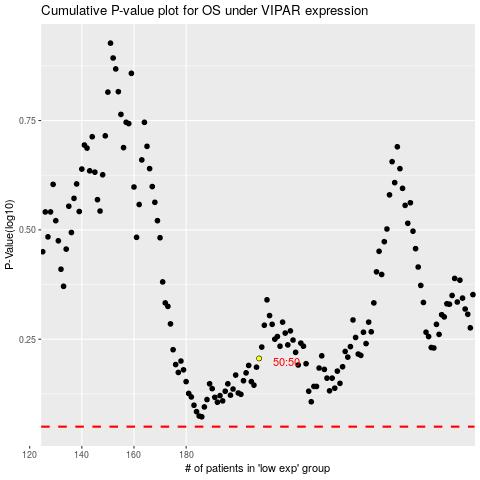 Cumulative P-value plot for OS under VIPAR expression
P-Value(log10)
0.75
0.50
0.25
50:50
120 140 160 180
# of patients in 'low exp' group